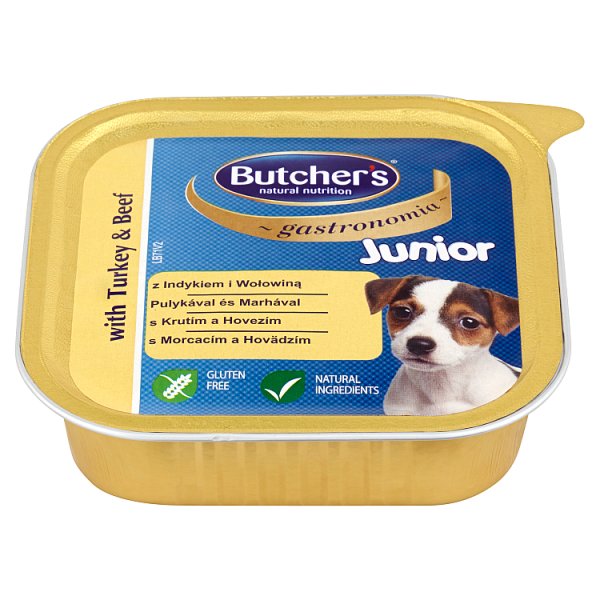 Butcher's®
natural nutrition
~ gastronomia ~
Junior
with Turkey & Beef
LB71V2
z Indykiem i Wołowiną
Pulykával és Marhával
s Krutím a Hovezím
s Morcacím a Hovädzím
GLUTEN
FREE
NATURAL
INGREDIENTS